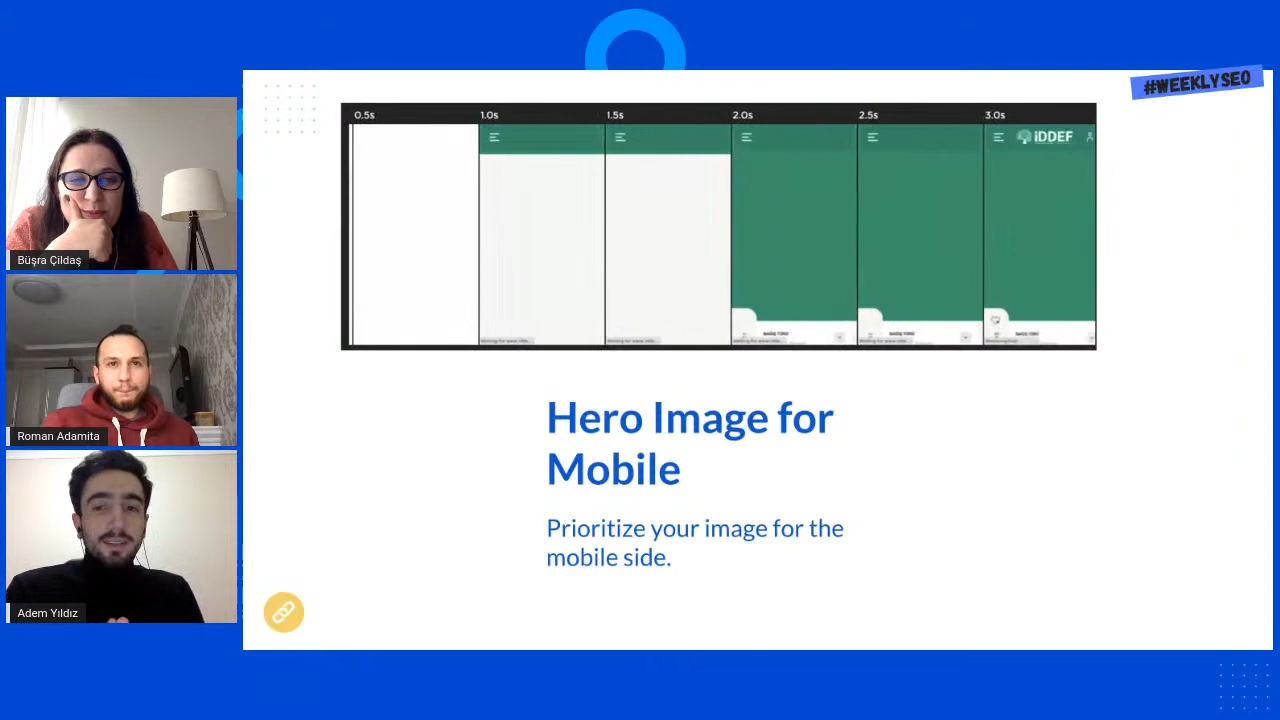 #WEEKLYSEO
0.5s 1.0s 1.5s 2.0s 2.5s 3.0s
iDDEF
Büşra Çildaş
Roman Adamita
Hero Image for
Mobile
Prioritize your image for the
mobile side.
Adem Yıldız